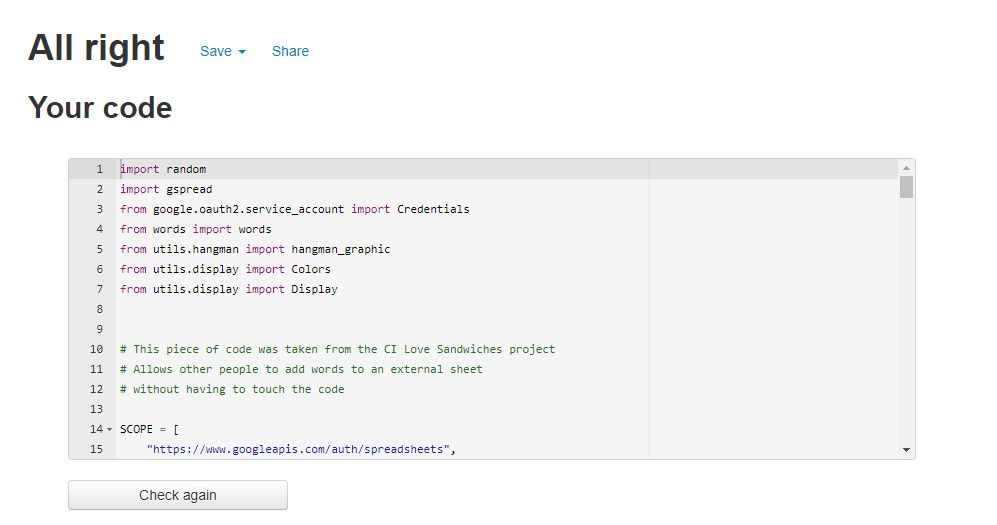 All right Save Share
Your code
1 import random
2 import gspread
3 from google.oauth2.service_account import Credentials
4 from words import words
5 from utils.hangman import hangman_graphic
6 from utils.display import Colors
7 from utils.display import Display
8
9
10 # This piece of code was taken from the CI Love Sandwiches project
11 # Allows other people to add words to an external sheet
12 # without having to touch the code
13
14 SCOPE = [
15     "https://www.googleapis.com/auth/spreadsheets",
Check again